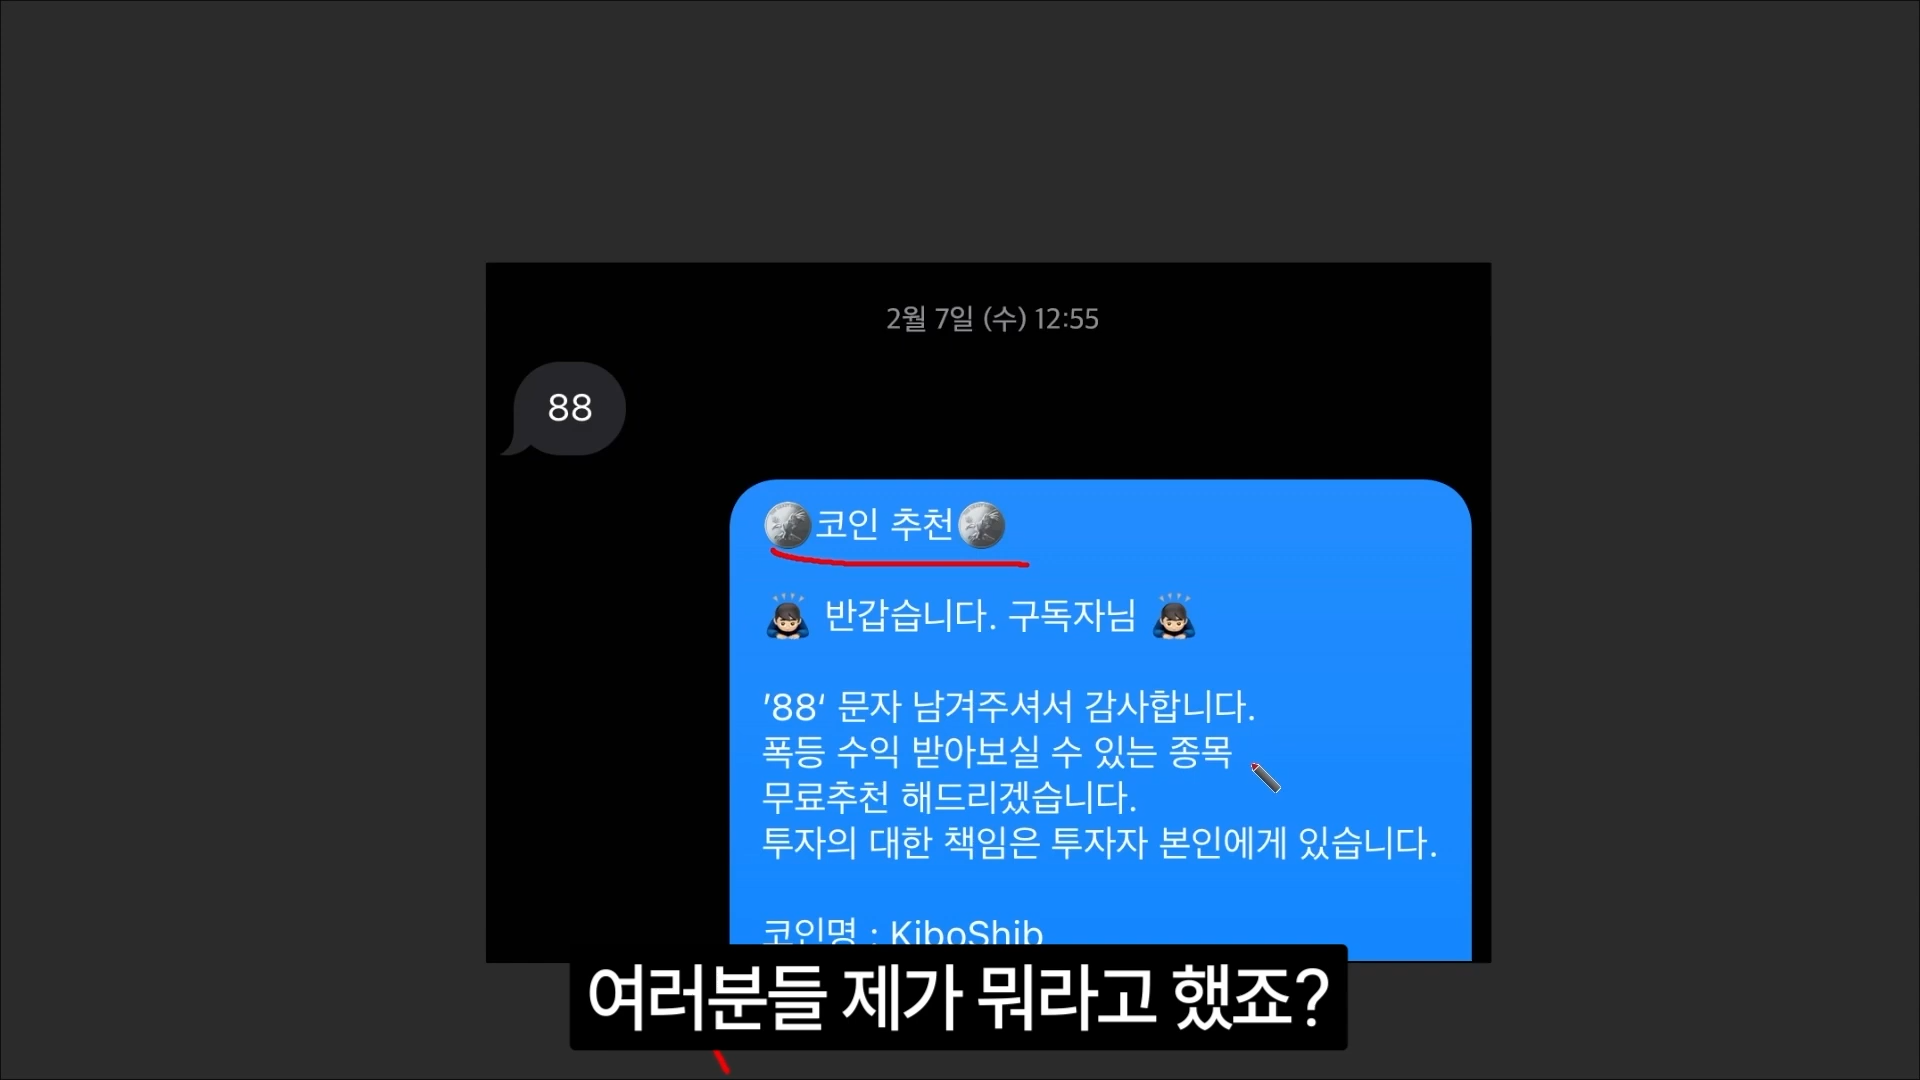 2월 7일 (수) 12:55
88
코인 추천
반갑습니다. 구독자님
’88‘ 문자 남겨주셔서 감사합니다.
폭등 수익 받아보실 수 있는 종목
무료추천 해드리겠습니다.
투자의 대한 책임은 투자자 본인에게 있습니다.
코인명 : KiboShib
여러분들 제가 뭐라고 했죠?